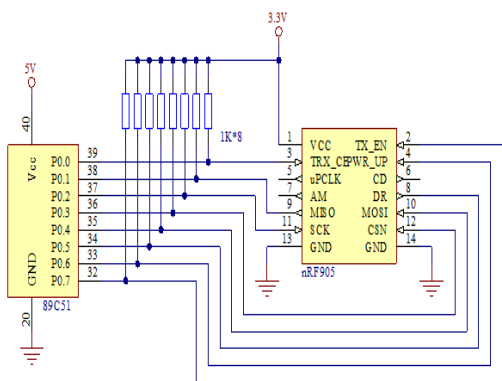 3.3V
5V
1K*8
40
Vcc
GND
20
89C51
P0.0 39
P0.1 38
P0.2 37
P0.3 36
P0.4 35
P0.5 34
P0.6 33
P0.7 32
1 VCC TX_EN 2
3 TRX_CE PWR_UP 4
5 uPCLK CD 6
7 AM DR 8
9 MISO MOSI 10
11 SCK CSN 12
13 GND GND 14
nRF905